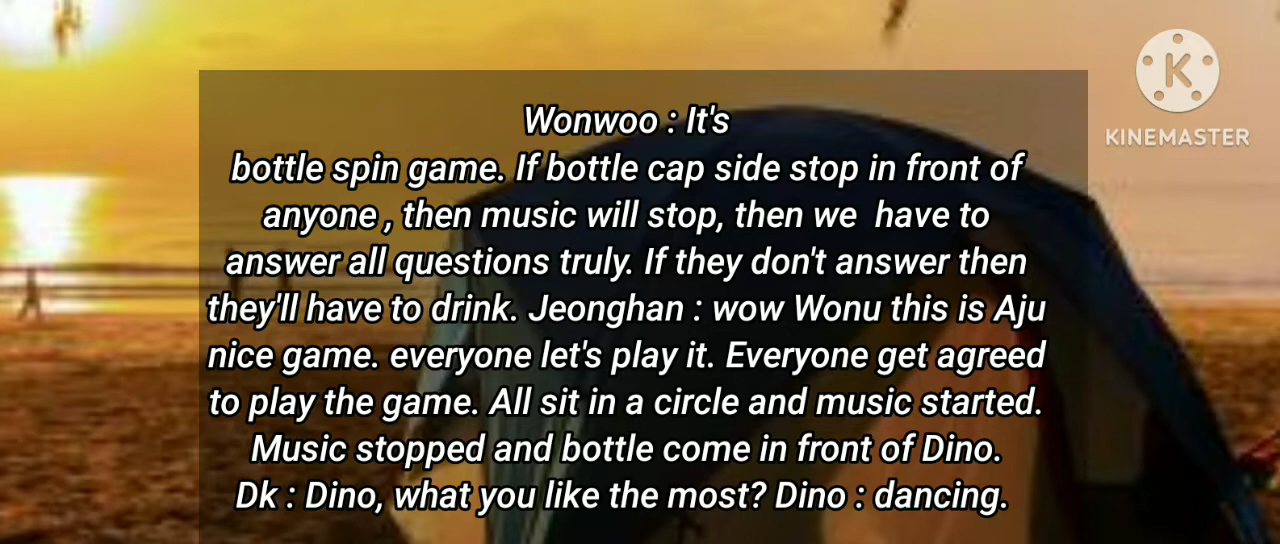 Wonwoo : It's
bottle spin game. If bottle cap side stop in front of
anyone , then music will stop, then we  have to
answer all questions truly. If they don't answer then
they'll have to drink. Jeonghan : wow Wonu this is Aju
nice game. everyone let's play it. Everyone get agreed
to play the game. All sit in a circle and music started.
Music stopped and bottle come in front of Dino.
Dk : Dino, what you like the most? Dino : dancing.
K
KINEMASTER